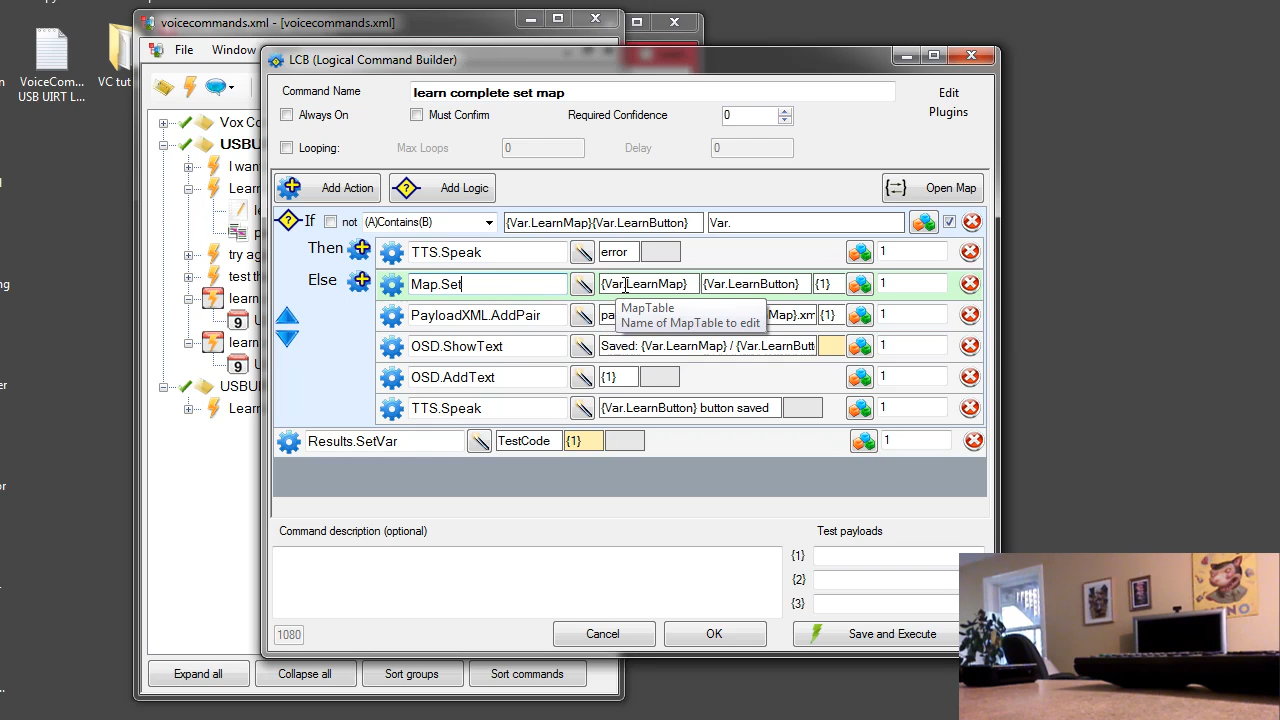 VoiceCom...
USB UIRT L...
VC tut
voicecommands.xml - [voicecommands.xml]
File
Window
Vox Co
USBU
I want
Learn
le
p
try ag
test th
learn
U
learn
U
USBU
Learn
Expand all
Collapse all
Sort groups
Sort commands
LCB (Logical Command Builder)
Command Name
learn complete set map
Edit
Plugins
Always On
Must Confirm
Required Confidence
0
Looping:
Max Loops
0
Delay
0
Add Action
Add Logic
Open Map
If
not
(A)Contains(B)
{Var.LearnMap}{Var.LearnButton}
Var.
Then
TTS.Speak
error
1
Else
Map.Set
{Var.LearnMap}
{Var.LearnButton}
{1}
1
MapTable
Name of MapTable to edit
PayloadXML.AddPair
pa
Map}.xm
{1}
1
OSD.ShowText
Saved: {Var.LearnMap} / {Var.LearnButt
1
OSD.AddText
{1}
1
TTS.Speak
{Var.LearnButton} button saved
1
Results.SetVar
TestCode
{1}
1
Command description (optional)
Test payloads
{1}
{2}
{3}
1080
Cancel
OK
Save and Execute